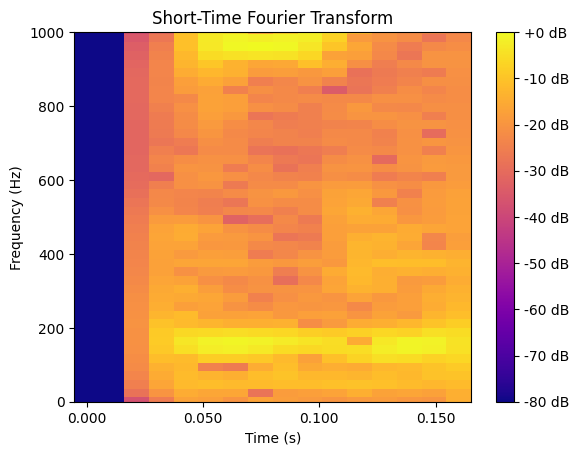 Short-Time Fourier Transform
Frequency (Hz)
1000
800
600
400
200
0
0.000
0.050
0.100
0.150
Time (s)
+0 dB
-10 dB
-20 dB
-30 dB
-40 dB
-50 dB
-60 dB
-70 dB
-80 dB